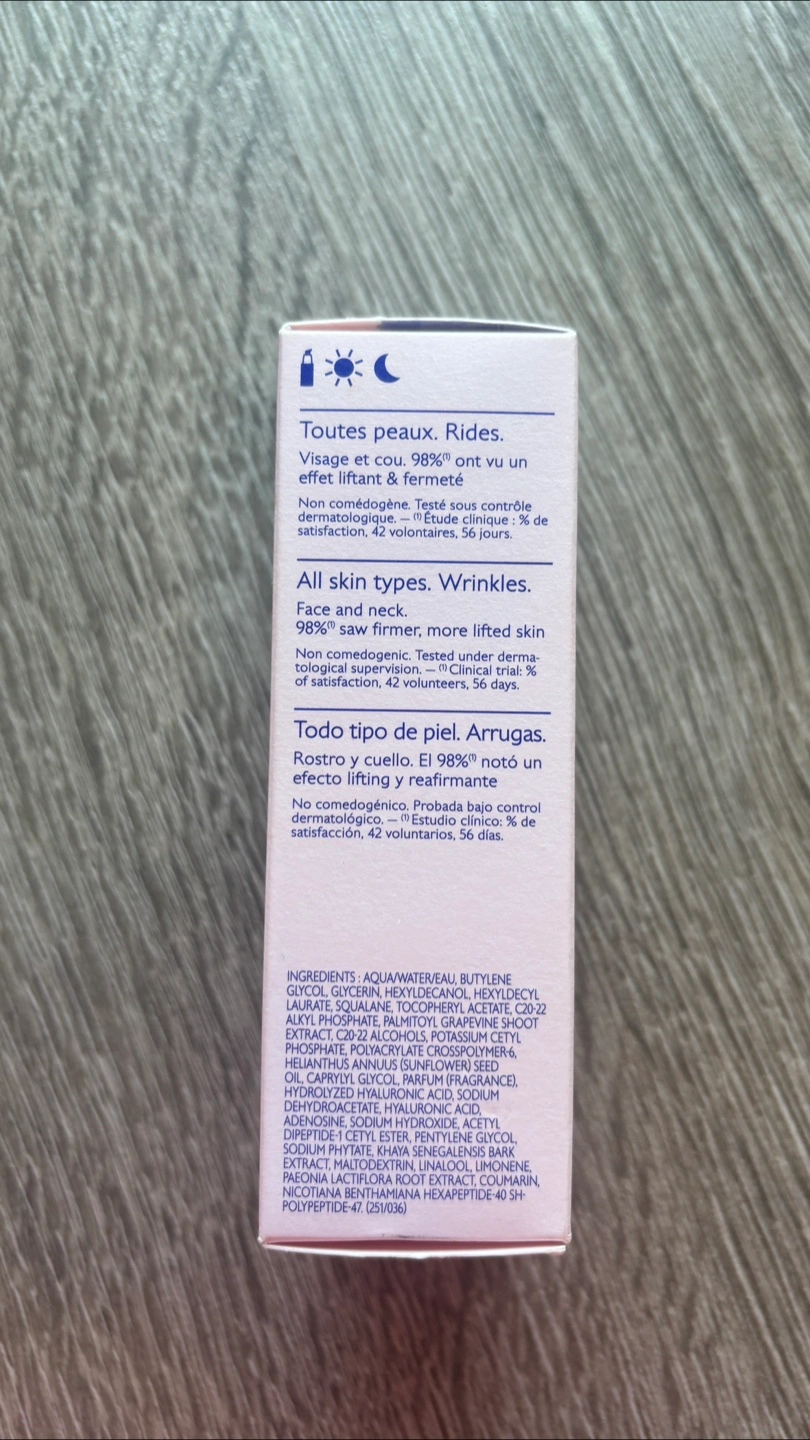 Toutes peaux. Rides.
Visage et cou. 98%⁽¹⁾ ont vu un
effet liftant & fermeté
Non comédogène. Testé sous contrôle
dermatologique. – ⁽¹⁾ Étude clinique : % de
satisfaction, 42 volontaires, 56 jours.
All skin types. Wrinkles.
Face and neck.
98%⁽¹⁾ saw firmer, more lifted skin
Non comedogenic. Tested under derma-
tological supervision. – ⁽¹⁾ Clinical trial: %
of satisfaction, 42 volunteers, 56 days.
Todo tipo de piel. Arrugas.
Rostro y cuello. El 98%⁽¹⁾ notó un
efecto lifting y reafirmante
No comedogénico. Probada bajo control
dermatológico. – ⁽¹⁾ Estudio clínico: % de
satisfacción, 42 voluntarios, 56 días.
INGREDIENTS : AQUA/WATER/EAU, BUTYLENE
GLYCOL, GLYCERIN, HEXYLDECANOL, HEXYLDECYL
LAURATE, SQUALANE, TOCOPHERYL ACETATE, C20-22
ALKYL PHOSPHATE, PALMITOYL GRAPEVINE SHOOT
EXTRACT, C20-22 ALCOHOLS, POTASSIUM CETYL
PHOSPHATE, POLYACRYLATE CROSSPOLYMER-6,
HELIANTHUS ANNUUS (SUNFLOWER) SEED
OIL, CAPRYLYL GLYCOL, PARFUM (FRAGRANCE),
HYDROLYZED HYALURONIC ACID, SODIUM
DEHYDROACETATE, HYALURONIC ACID,
ADENOSINE, SODIUM HYDROXIDE, ACETYL
DIPEPTIDE-1 CETYL ESTER, PENTYLENE GLYCOL,
SODIUM PHYTATE, KHAYA SENEGALENSIS BARK
EXTRACT, MALTODEXTRIN, LINALOOL, LIMONENE,
PAEONIA LACTIFLORA ROOT EXTRACT, COUMARIN,
NICOTIANA BENTHAMIANA HEXAPEPTIDE-40 SH-
POLYPEPTIDE-47. (251/036)